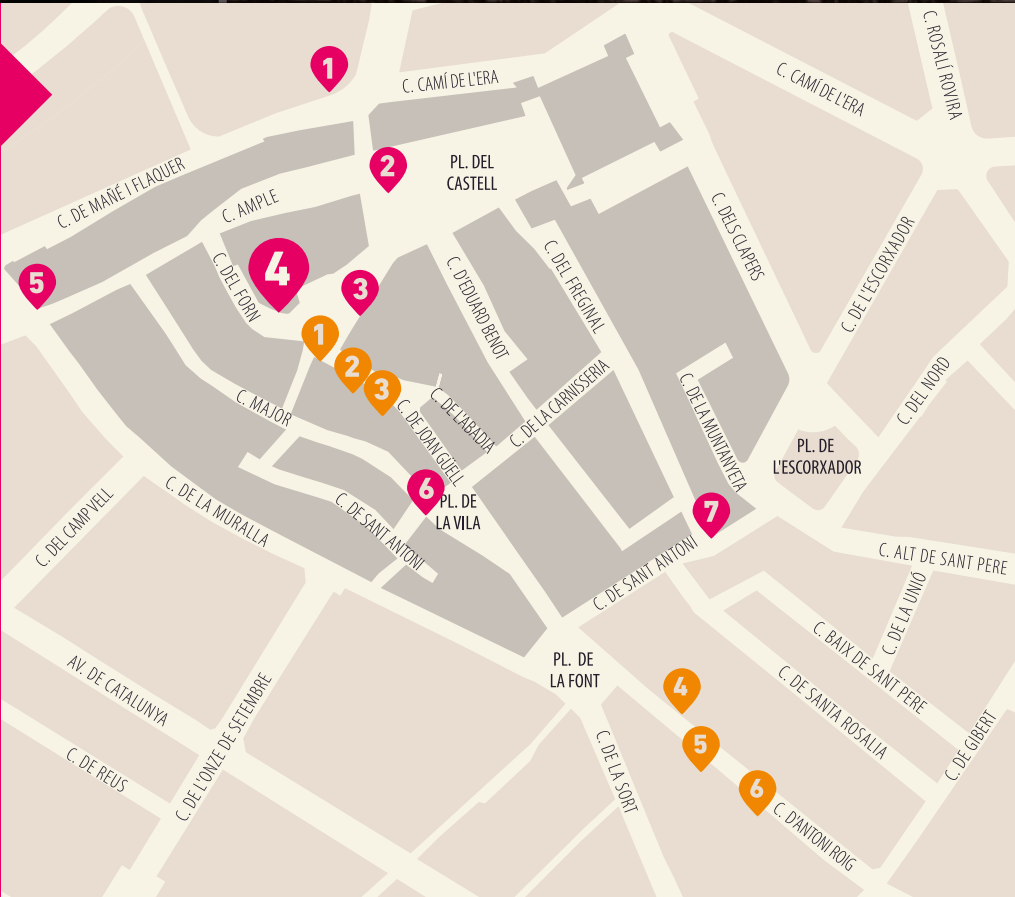 C. ROSALÍ ROVIRA
1
C. CAMÍ DE L'ERA
C. CAMÍ DE L'ERA
2
PL. DEL
CASTELL
C. DE MAÑÉ I FLAQUER
C. AMPLE
C. DELS CLAPERS
5
4
3
C. DEL FORN
C. D'EDUARD BENOT
C. DEL FREGINAL
C. DE L'ESCORXADOR
1
2
3
C. MAJOR
C. DE JOAN GÜELL
C. DE L'ABADIA
C. DE LA CARNISSERIA
C. DE LA MUNTANYETA
C. DEL NORD
PL. DE
L'ESCORXADOR
6
PL. DE
LA VILA
7
C. DEL CAMP VELL
C. DE LA MURALLA
C. DE SANT ANTONI
C. DE SANT ANTONI
C. ALT DE SANT PERE
C. DE LA UNIÓ
C. BAIX DE SANT PERE
PL. DE
LA FONT
4
C. DE SANTA ROSALIA
AV. DE CATALUNYA
C. DE L'ONZE DE SETEMBRE
5
C. DE GIBERT
C. DE REUS
C. DE LA SORT
6
C. D'ANTONI ROIG